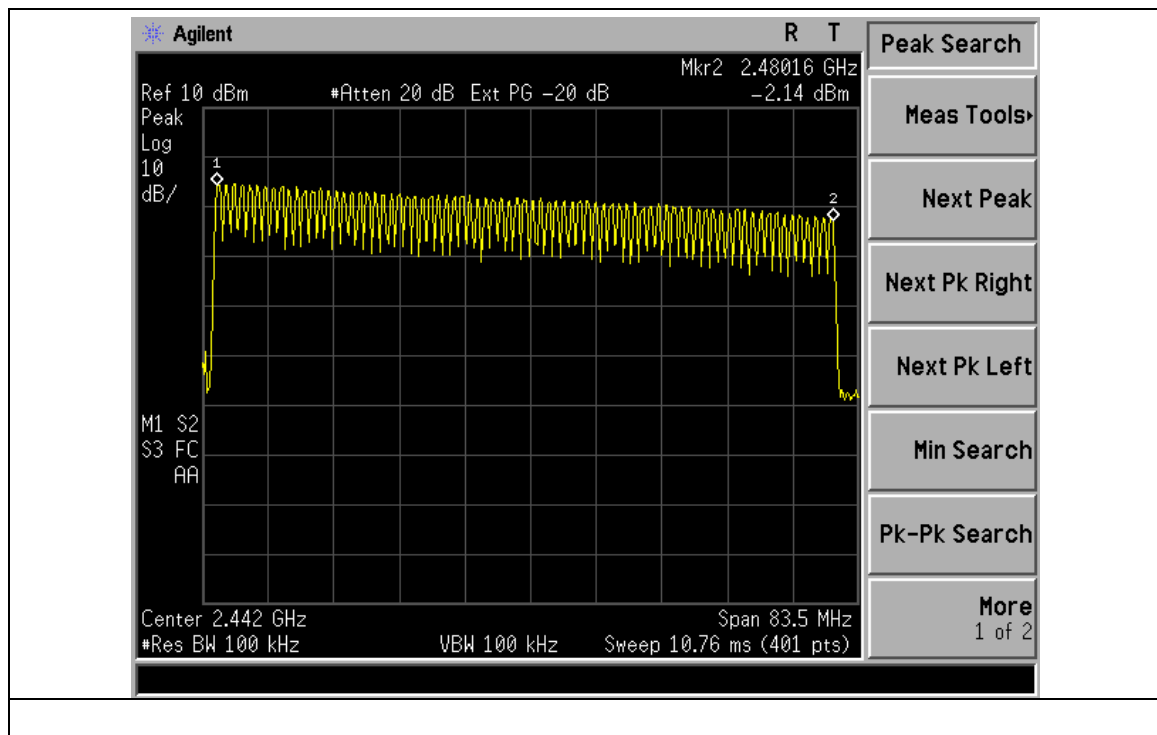 Agilent R T
Mkr2 2.48016 GHz
Ref 10 dBm #Atten 20 dB Ext PG −20 dB −2.14 dBm
Peak
Log
10
dB/
1
2
M1 S2
S3 FC
AA
Center 2.442 GHz Span 83.5 MHz
#Res BW 100 kHz VBW 100 kHz Sweep 10.76 ms (401 pts)
Peak Search
Meas Tools
Next Peak
Next Pk Right
Next Pk Left
Min Search
Pk-Pk Search
More
1 of 2